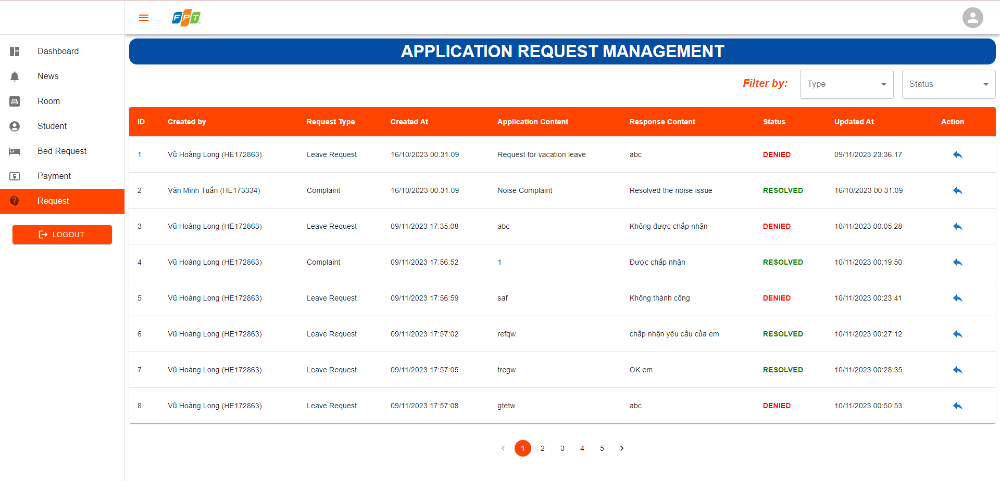 FPT
Dashboard
News
Room
Student
Bed Request
Payment
Request
LOGOUT
APPLICATION REQUEST MANAGEMENT
Filter by: Type Status
ID Created by Request Type Created At Application Content Response Content Status Updated At Action
1 Vũ Hoàng Long (HE172863) Leave Request 16/10/2023 00:31:09 Request for vacation leave abc DENIED 09/11/2023 23:36:17
2 Văn Minh Tuấn (HE173334) Complaint 16/10/2023 00:31:09 Noise Complaint Resolved the noise issue RESOLVED 16/10/2023 00:31:09
3 Vũ Hoàng Long (HE172863) Leave Request 09/11/2023 17:35:08 abc Không được chấp nhận DENIED 10/11/2023 00:05:28
4 Vũ Hoàng Long (HE172863) Complaint 09/11/2023 17:56:52 1 Được chấp nhận RESOLVED 10/11/2023 00:19:50
5 Vũ Hoàng Long (HE172863) Leave Request 09/11/2023 17:56:59 saf Không thành công DENIED 10/11/2023 00:23:41
6 Vũ Hoàng Long (HE172863) Leave Request 09/11/2023 17:57:02 refqw chấp nhận yêu cầu của em RESOLVED 10/11/2023 00:27:12
7 Vũ Hoàng Long (HE172863) Leave Request 09/11/2023 17:57:05 tregw OK em RESOLVED 10/11/2023 00:28:35
8 Vũ Hoàng Long (HE172863) Leave Request 09/11/2023 17:57:08 gtetw abc DENIED 10/11/2023 00:50:53
1 2 3 4 5